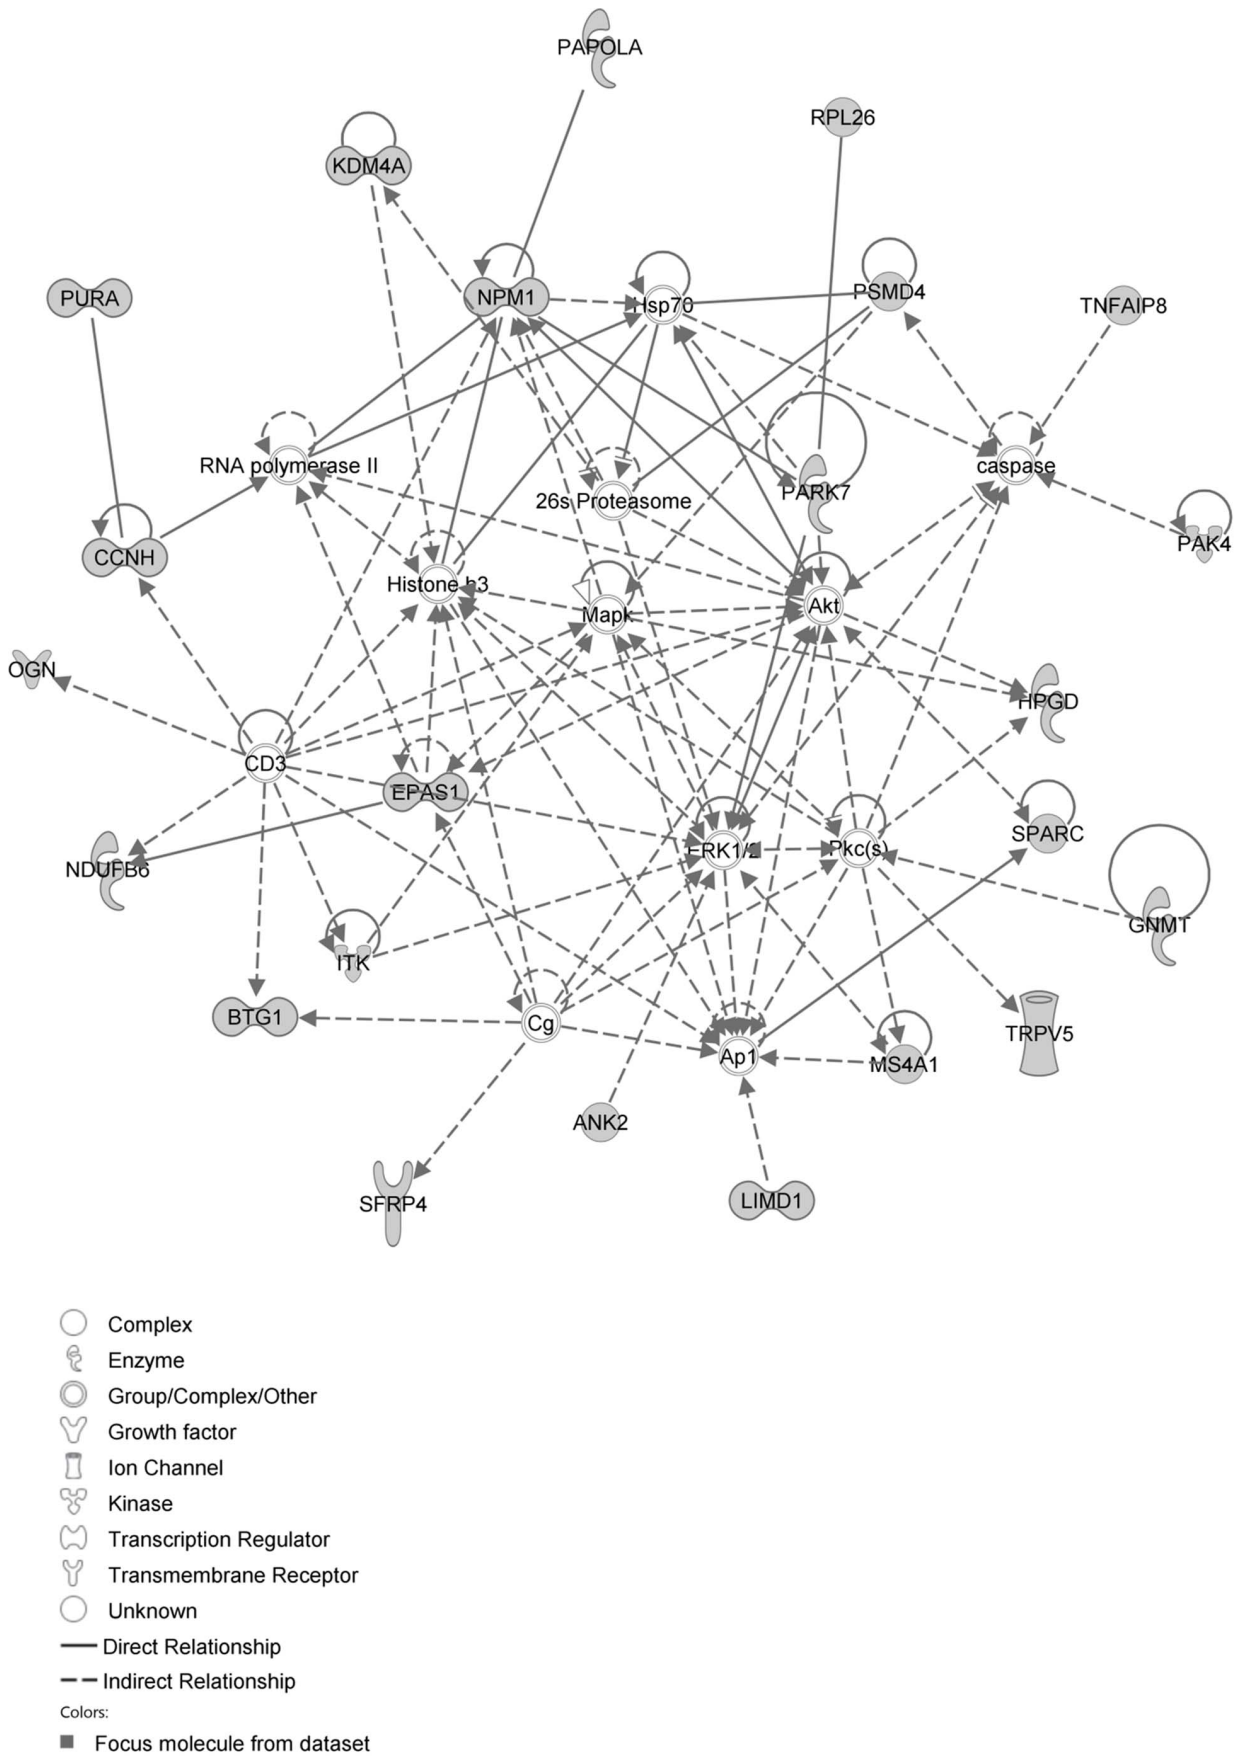 PAPOLA
RPL26
KDM4A
PURA
NPM1
Hsp70
PSMD4
TNFAIP8
RNA polymerase II
caspase
26s Proteasome
PARK7
PAK4
CCNH
Histone h3
Mapk
Akt
OGN
HPGD
CD3
EPAS1
SPARC
ERK1/2
Pkc(s)
NDUFB6
GNMT
ITK
BTG1
Cg
TRPV5
Ap1
MS4A1
ANK2
SFRP4
LIMD1
Complex
Enzyme
Group/Complex/Other
Growth factor
Ion Channel
Kinase
Transcription Regulator
Transmembrane Receptor
Unknown
Direct Relationship
Indirect Relationship
Colors:
Focus molecule from dataset